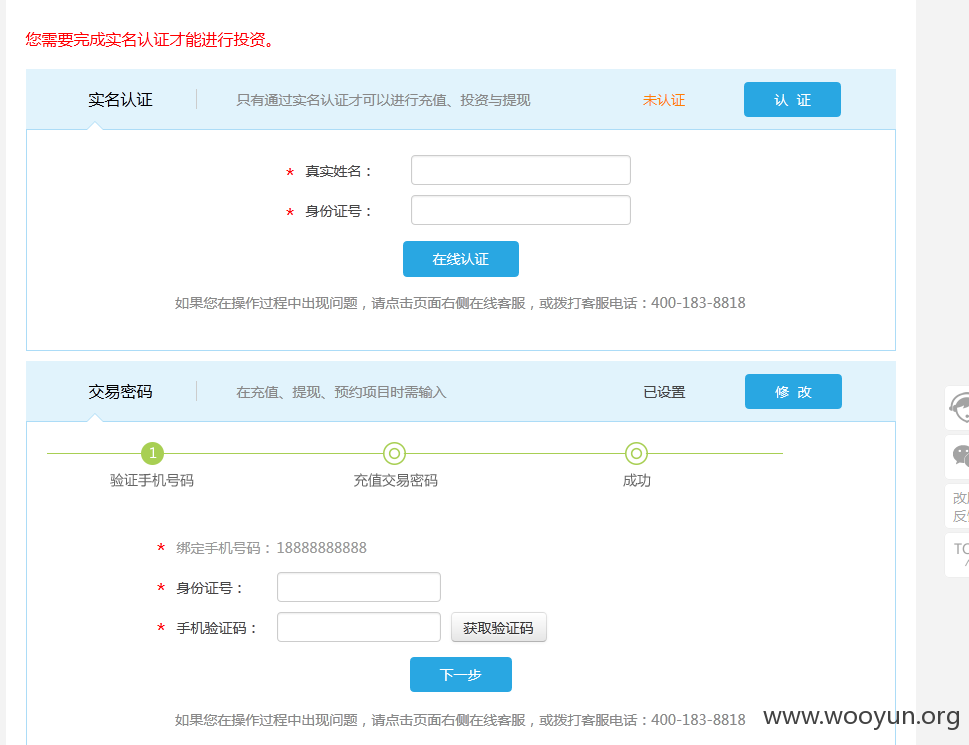 您需要完成实名认证才能进行投资。
实名认证 只有通过实名认证才可以进行充值、投资与提现 未认证 认 证
* 真实姓名：
* 身份证号：
在线认证
如果您在操作过程中出现问题，请点击页面右侧在线客服，或拨打客服电话：400-183-8818
交易密码 在充值、提现、预约项目时需输入 已设置 修 改
1
验证手机号码 充值交易密码 成功
* 绑定手机号码：18888888888
* 身份证号：
* 手机验证码： 获取验证码
下一步
如果您在操作过程中出现问题，请点击页面右侧在线客服，或拨打客服电话：400-183-8818
www.wooyun.org